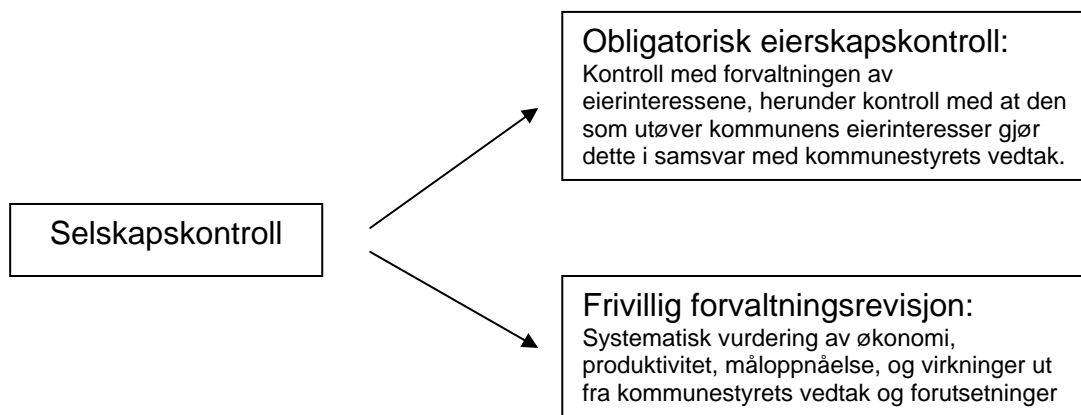 Obligatorisk eierskapskontroll:
Kontroll med forvaltningen av
eierinteressene, herunder kontroll med at den
som utøver kommunens eierinteresser gjør
dette i samsvar med kommunestyrets vedtak.
Selskapskontroll
Frivillig forvaltningsrevisjon:
Systematisk vurdering av økonomi,
produktivitet, måloppnåelse, og virkninger ut
fra kommunestyrets vedtak og forutsetninger